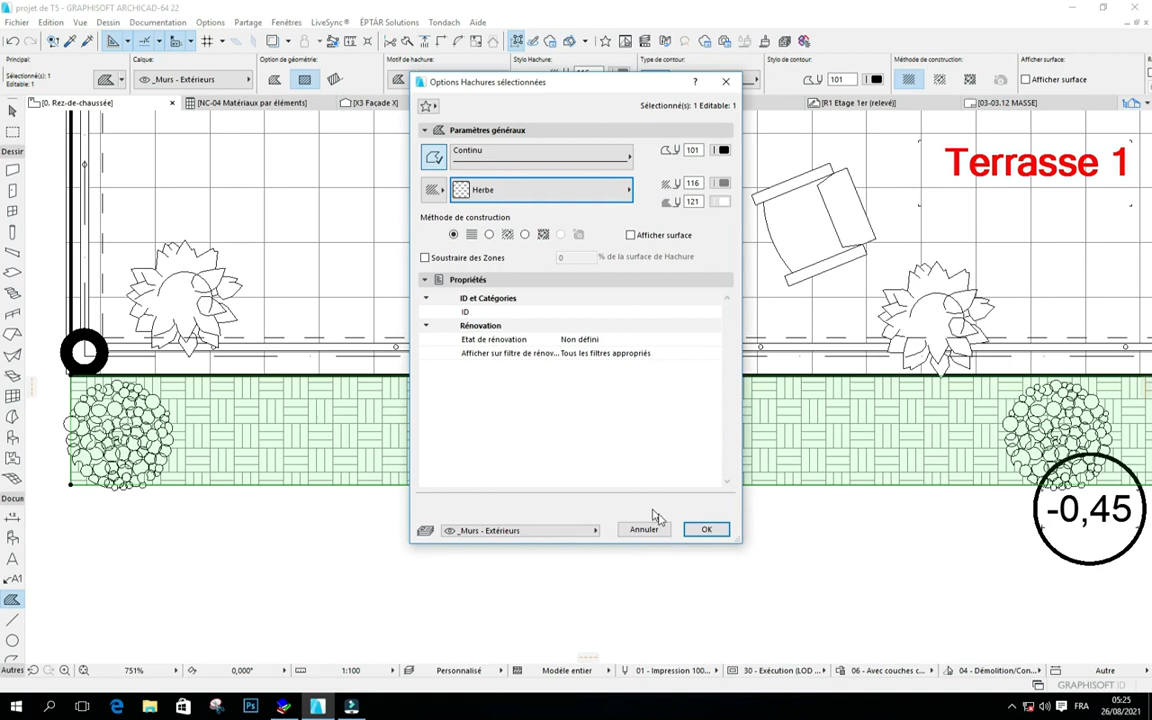 projet de T5 - GRAPHISOFT ARCHICAD-64 22
Fichier Edition Vue Dessin Documentation Options Partage Fenêtres LiveSync® EPTÁR Solutions Tondach Aide
Principal: Calque: Option de géométrie: Motif de hachure: Stylo Hachure: Type de contour: Stylo de contour: Méthode de construction: Afficher surface:
Sélectionné(s): 1
Editable: 1
_Murs - Extérieurs
101
Afficher surface
[0. Rez-de-chaussée]
[NC-04 Matériaux par éléments]
[X3 Façade X]
[R1 Etage 1er (relevé)]
[03-03.12 MASSE]
Options Hachures sélectionnées
Sélectionné(s): 1 Editable: 1
Paramètres généraux
Continu
101
Herbe
116
121
Méthode de construction
Afficher surface
Soustraire des Zones
0
% de la surface de Hachure
Propriétés
ID et Catégories
ID
Rénovation
Etat de rénovation Non défini
Afficher sur filtre de rénov... Tous les filtres appropriés
_Murs - Extérieurs
Annuler
OK
Terrasse 1
-0,45
Dessin
Docum
A1
Autres
751%
0,000°
1:100
Personnalisé
Modèle entier
01 - Impression 100...
30 - Exécution (LOD ...
06 - Avec couches c...
04 - Démolition/Con...
Autre
GRAPHISOFT ID
FRA
05:25
26/08/2021